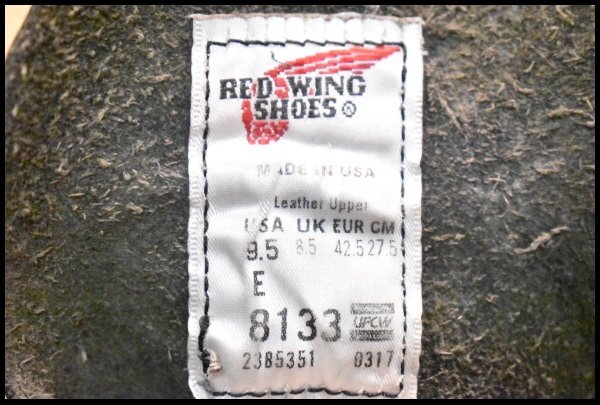 RED WING
SHOES®
MADE IN USA
Leather Upper
USA UK EUR CM
9.5 8.5 42.5 27.5
E
8133 UFCW
2385351 0317